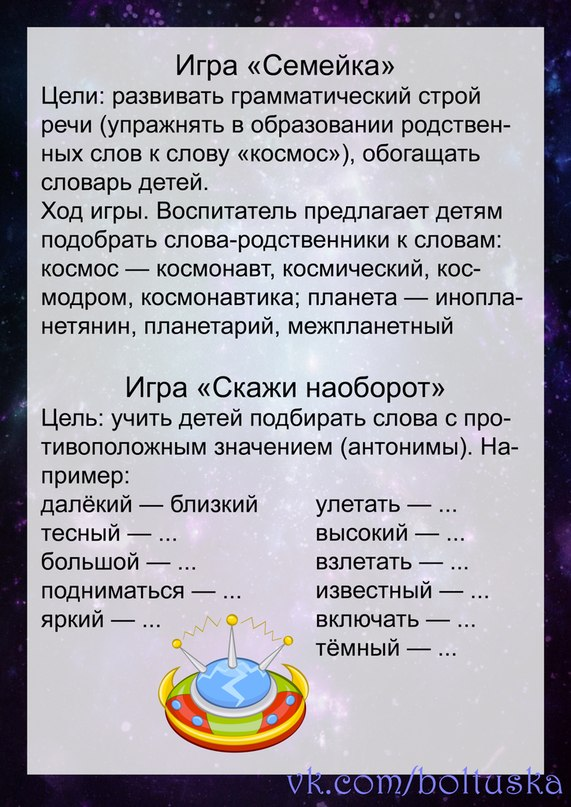 Игра «Семейка»
Цели: развивать грамматический строй
речи (упражнять в образовании родствен-
ных слов к слову «космос»), обогащать
словарь детей.
Ход игры. Воспитатель предлагает детям
подобрать слова-родственники к словам:
космос — космонавт, космический, кос-
модром, космонавтика; планета — инопла-
нетянин, планетарий, межпланетный
Игра «Скажи наоборот»
Цель: учить детей подбирать слова с про-
тивоположным значением (антонимы). На-
пример:
далёкий — близкий
тесный — ...
большой — ...
подниматься — ...
яркий — ...
улетать — ...
высокий — ...
взлетать — ...
известный — ...
включать — ...
тёмный — ...
vk.com/boltuska